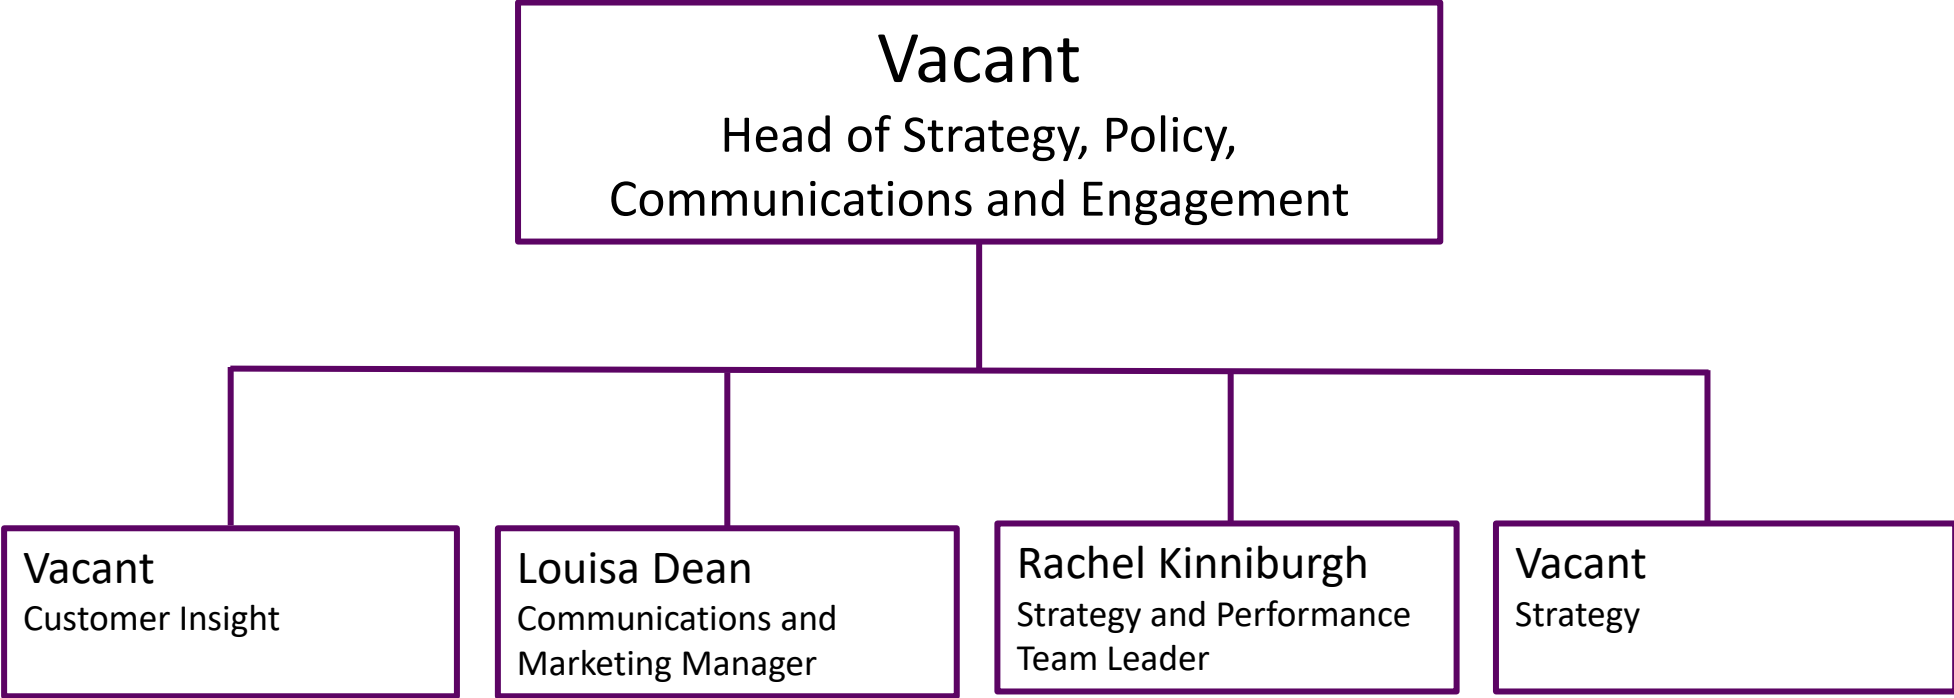 Vacant
Head of Strategy, Policy,
Communications and Engagement
Vacant
Customer Insight
Louisa Dean
Communications and
Marketing Manager
Rachel Kinniburgh
Strategy and Performance
Team Leader
Vacant
Strategy